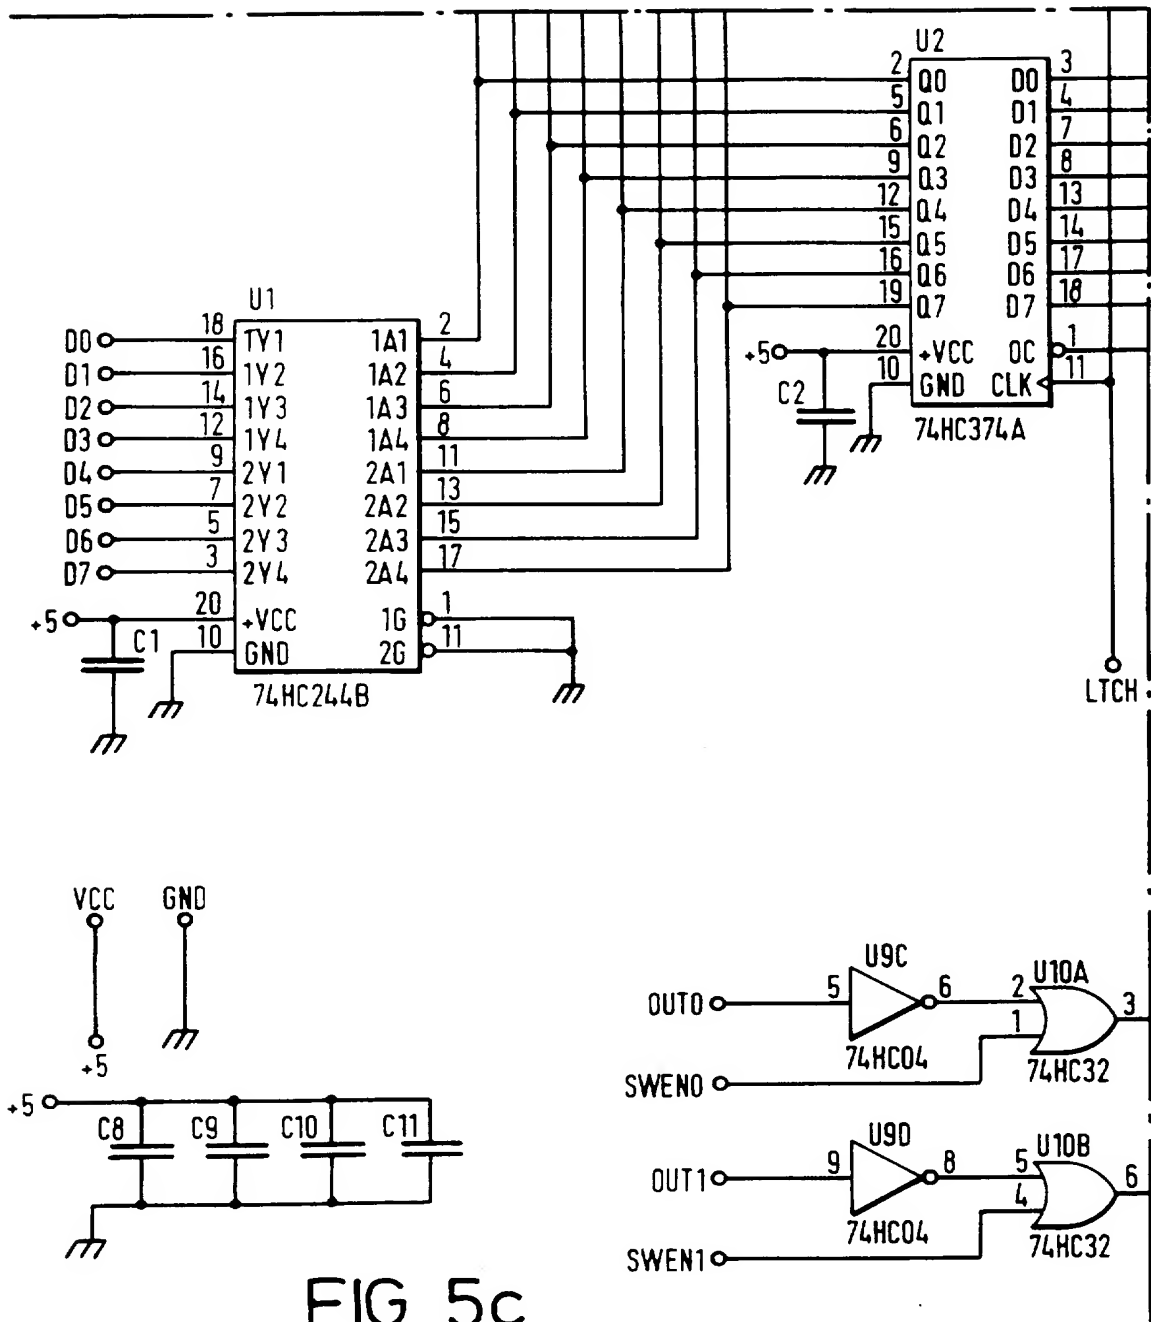 U2
2 Q0 D0 3
5 Q1 D1 4
6 Q2 D2 7
9 Q3 D3 8
12 Q4 D4 13
15 Q5 D5 14
16 Q6 D6 17
19 Q7 D7 18
+5 20 +VCC OC 1
10 GND CLK 11
C2
74HC374A
U1
D0 18 1Y1 1A1 2
D1 16 1Y2 1A2 4
D2 14 1Y3 1A3 6
D3 12 1Y4 1A4 8
D4 9 2Y1 2A1 11
D5 7 2Y2 2A2 13
D6 5 2Y3 2A3 15
D7 3 2Y4 2A4 17
+5 20 +VCC 1G 1
C1 10 GND 2G 11
74HC244B
LTCH
VCC GND
+5
+5
C8 C9 C10 C11
U9C U10A
OUT0 5 6 2 3
1
74HC04 74HC32
SWEN0
U9D U10B
OUT1 9 8 5 6
4
74HC04 74HC32
SWEN1
FIG 5c